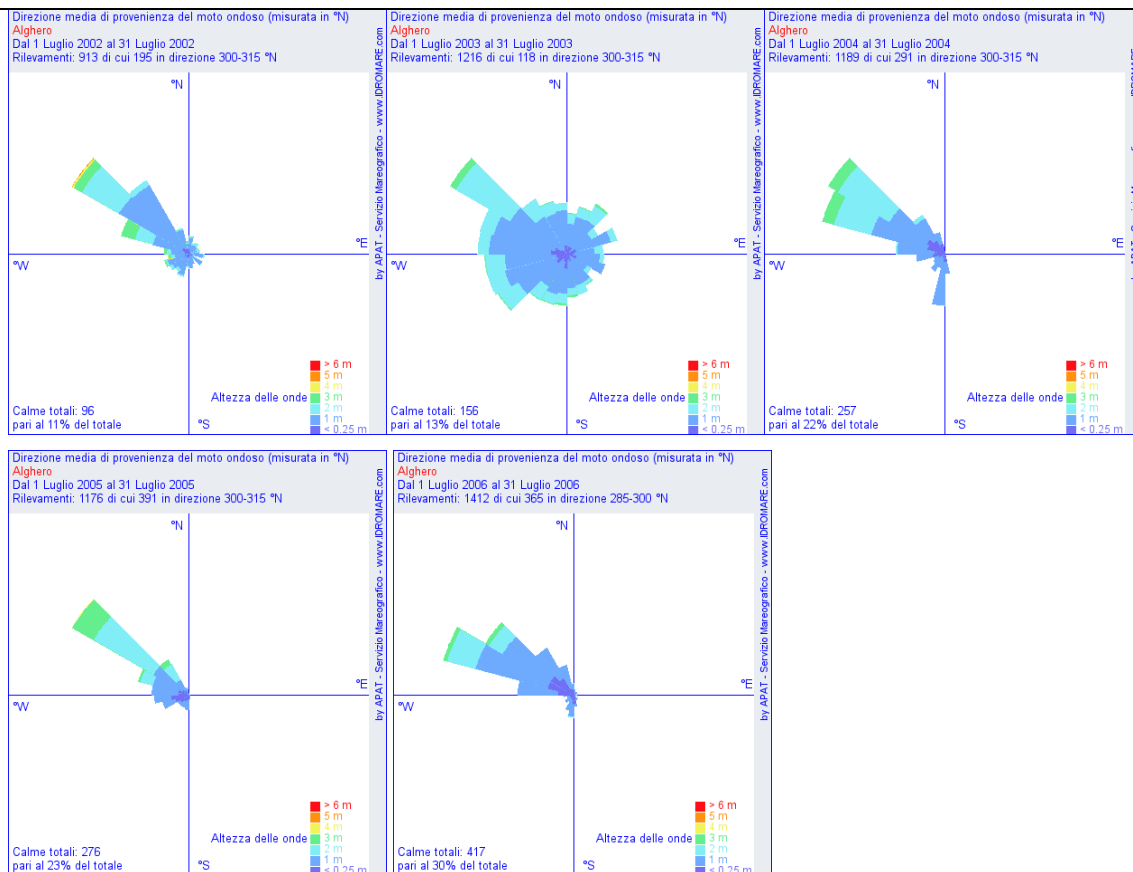 Direzione media di provenienza del moto ondoso (misurata in °N)
Alghero
Dal 1 Luglio 2002 al 31 Luglio 2002
Rilevamenti: 913 di cui 195 in direzione 300-315 °N
°N
°E
°W
°S
> 6 m
5 m
4 m
3 m
2 m
1 m
< 0.25 m
Altezza delle onde
Calme totali: 96
pari al 11% del totale
by APAT - Servizio Mareografico - www.IDROMARE.com
Direzione media di provenienza del moto ondoso (misurata in °N)
Alghero
Dal 1 Luglio 2003 al 31 Luglio 2003
Rilevamenti: 1216 di cui 118 in direzione 300-315 °N
°N
°E
°W
°S
> 6 m
5 m
4 m
3 m
2 m
1 m
< 0.25 m
Altezza delle onde
Calme totali: 156
pari al 13% del totale
by APAT - Servizio Mareografico - www.IDROMARE.com
Direzione media di provenienza del moto ondoso (misurata in °N)
Alghero
Dal 1 Luglio 2004 al 31 Luglio 2004
Rilevamenti: 1189 di cui 291 in direzione 300-315 °N
°N
°E
°W
°S
> 6 m
5 m
4 m
3 m
2 m
1 m
< 0.25 m
Altezza delle onde
Calme totali: 257
pari al 22% del totale
Direzione media di provenienza del moto ondoso (misurata in °N)
Alghero
Dal 1 Luglio 2005 al 31 Luglio 2005
Rilevamenti: 1176 di cui 391 in direzione 300-315 °N
°N
°E
°W
°S
> 6 m
5 m
4 m
3 m
2 m
1 m
< 0.25 m
Altezza delle onde
Calme totali: 276
pari al 23% del totale
by APAT - Servizio Mareografico - www.IDROMARE.com
Direzione media di provenienza del moto ondoso (misurata in °N)
Alghero
Dal 1 Luglio 2006 al 31 Luglio 2006
Rilevamenti: 1412 di cui 365 in direzione 285-300 °N
°N
°E
°W
°S
> 6 m
5 m
4 m
3 m
2 m
1 m
< 0.25 m
Altezza delle onde
Calme totali: 417
pari al 30% del totale
by APAT - Servizio Mareografico - www.IDROMARE.com